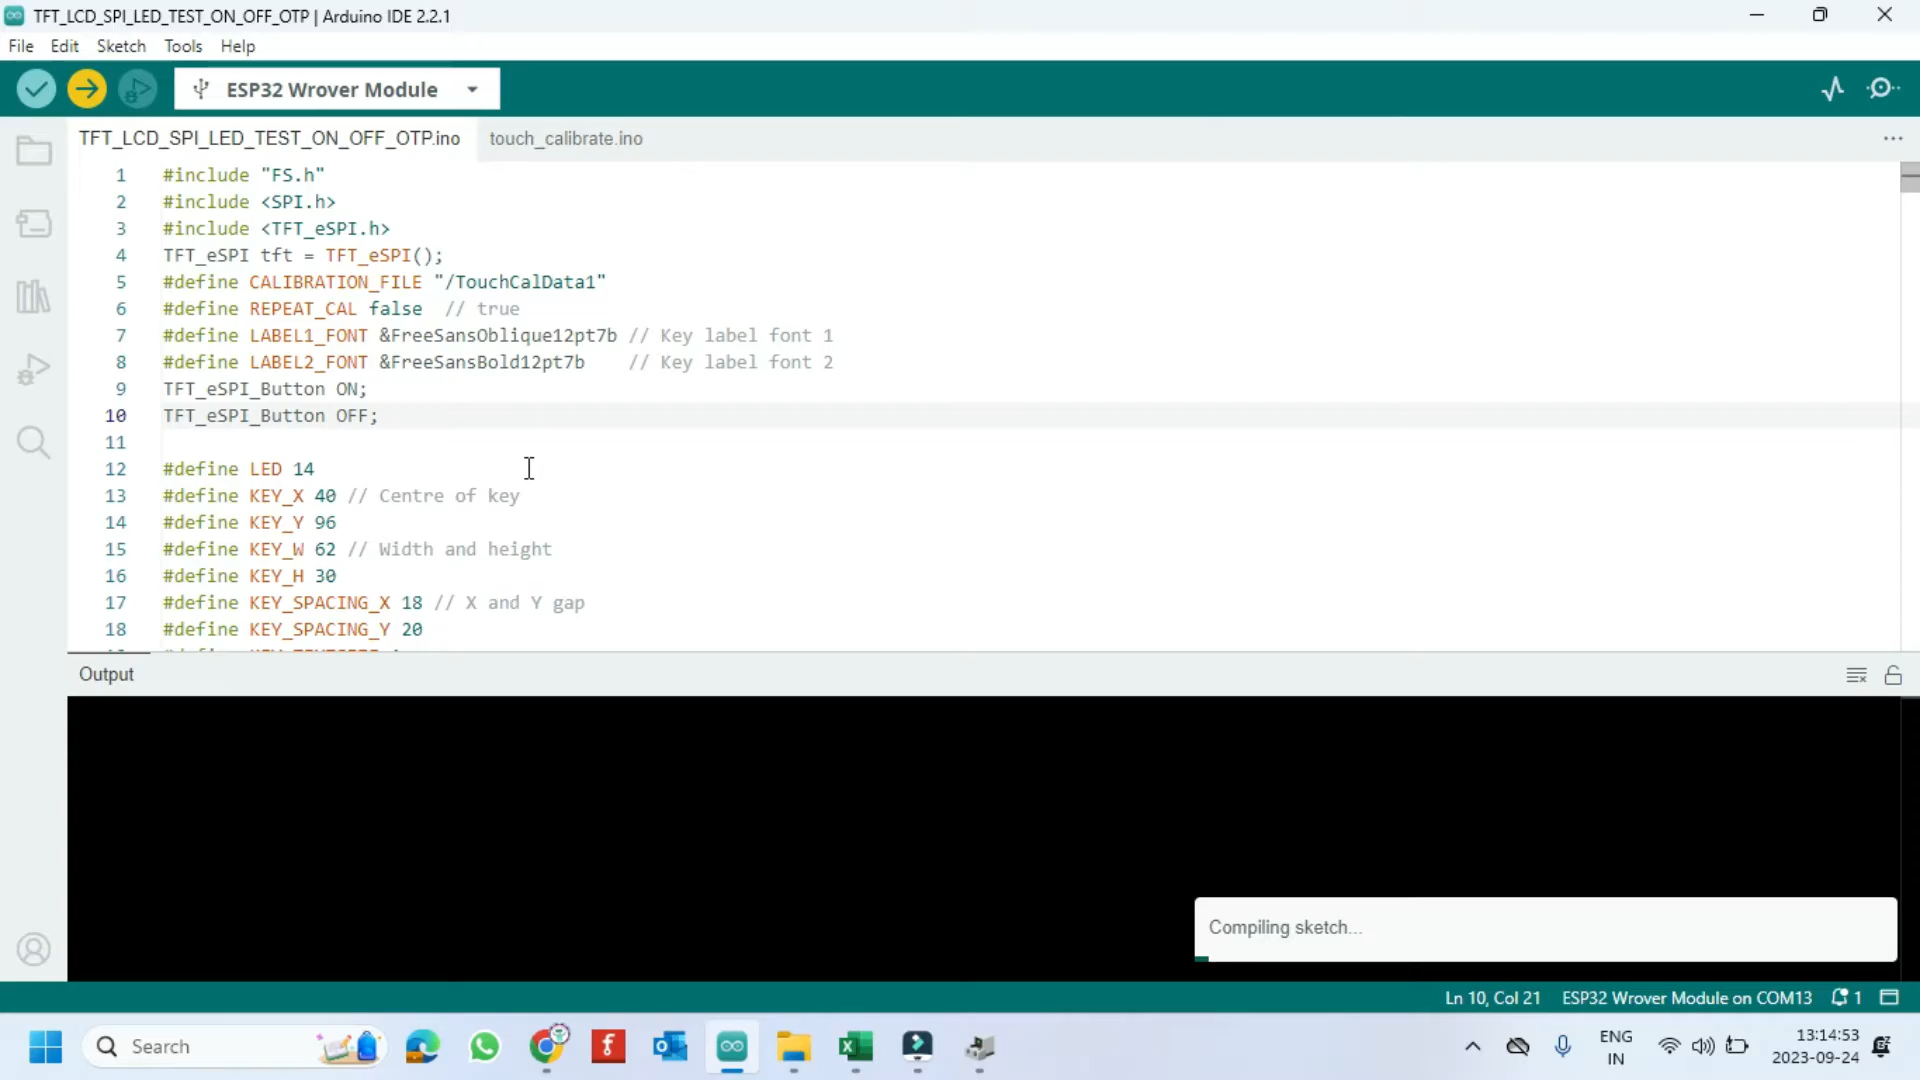 TFT_LCD_SPI_LED_TEST_ON_OFF_OTP | Arduino IDE 2.2.1
File Edit Sketch Tools Help
ESP32 Wrover Module
TFT_LCD_SPI_LED_TEST_ON_OFF_OTP.ino touch_calibrate.ino
1 #include "FS.h"
2 #include <SPI.h>
3 #include <TFT_eSPI.h>
4 TFT_eSPI tft = TFT_eSPI();
5 #define CALIBRATION_FILE "/TouchCalData1"
6 #define REPEAT_CAL false // true
7 #define LABEL1_FONT &FreeSansOblique12pt7b // Key label font 1
8 #define LABEL2_FONT &FreeSansBold12pt7b // Key label font 2
9 TFT_eSPI_Button ON;
10 TFT_eSPI_Button OFF;
11
12 #define LED 14
13 #define KEY_X 40 // Centre of key
14 #define KEY_Y 96
15 #define KEY_W 62 // Width and height
16 #define KEY_H 30
17 #define KEY_SPACING_X 18 // X and Y gap
18 #define KEY_SPACING_Y 20
Output
Compiling sketch...
Ln 10, Col 21 ESP32 Wrover Module on COM13 1
Search
ENG
IN
13:14:53
2023-09-24